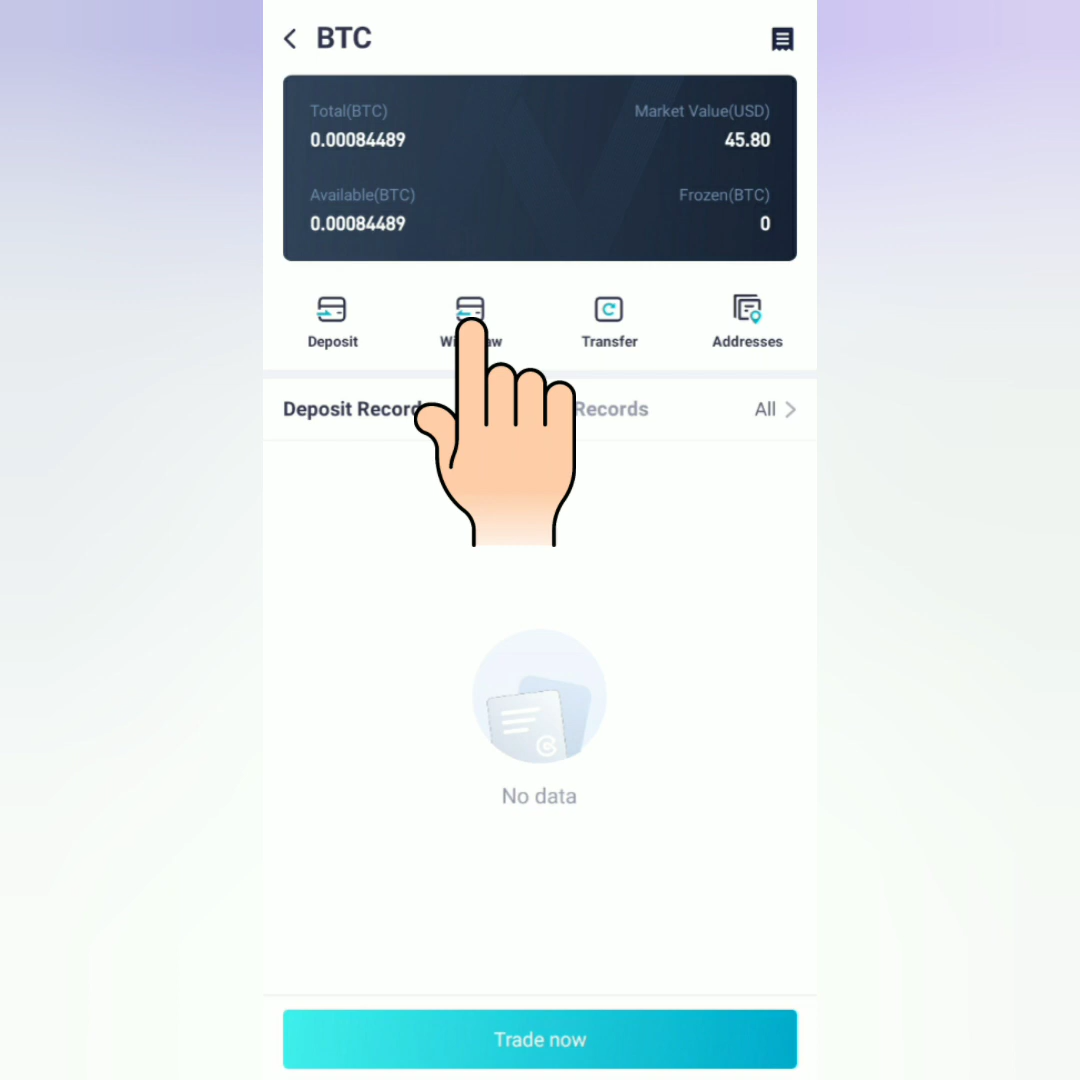 BTC
Total(BTC) Market Value(USD)
0.00084489 45.80
Available(BTC) Frozen(BTC)
0.00084489 0
Deposit Transfer Addresses
Deposit Records All
No data
Trade now